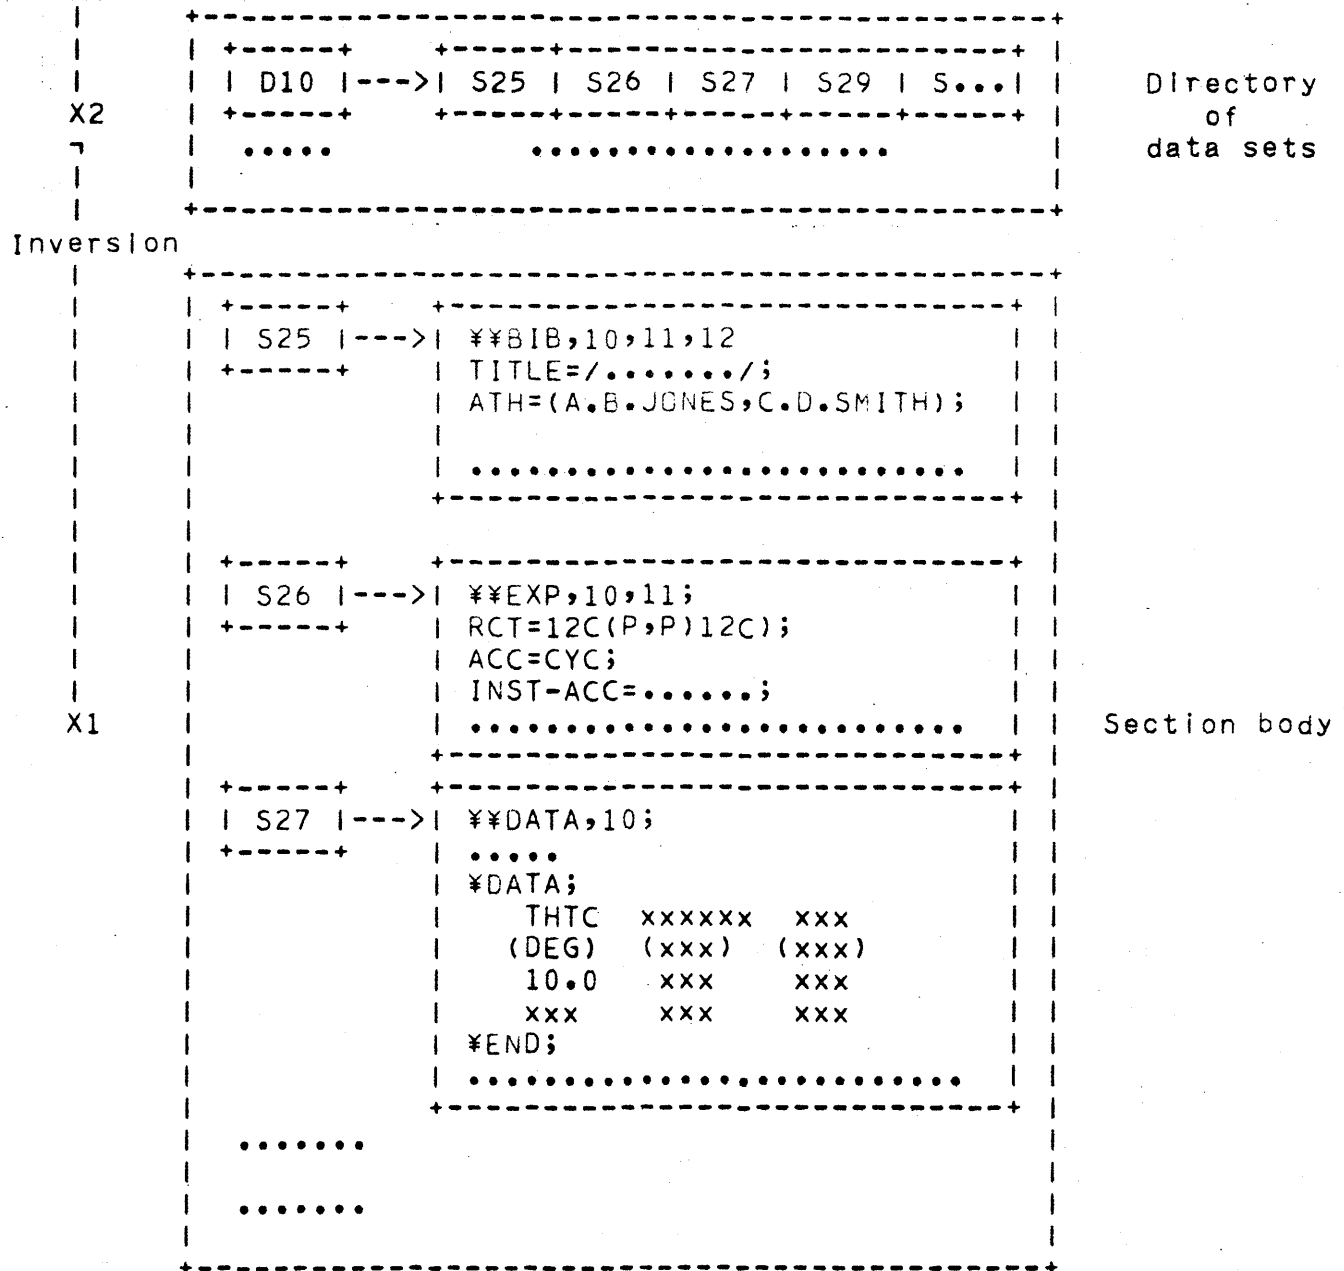 D10 ---> S25 | S26 | S27 | S29 | S...
Directory
of
data sets
X2
¬
.....  ...................
Inversion
S25 ---> ¥¥BIB,10,11,12
TITLE=/......./;
ATH=(A.B.JONES,C.D.SMITH);
..........................
S26 ---> ¥¥EXP,10,11;
RCT=12C(P,P)12C);
ACC=CYC;
INST-ACC=......;
..........................
X1
Section body
S27 ---> ¥¥DATA,10;
.....
¥DATA;
THTC xxxxxx xxx
(DEG) (xxx) (xxx)
10.0 xxx xxx
xxx xxx xxx
¥END;
..........................
.......
.......